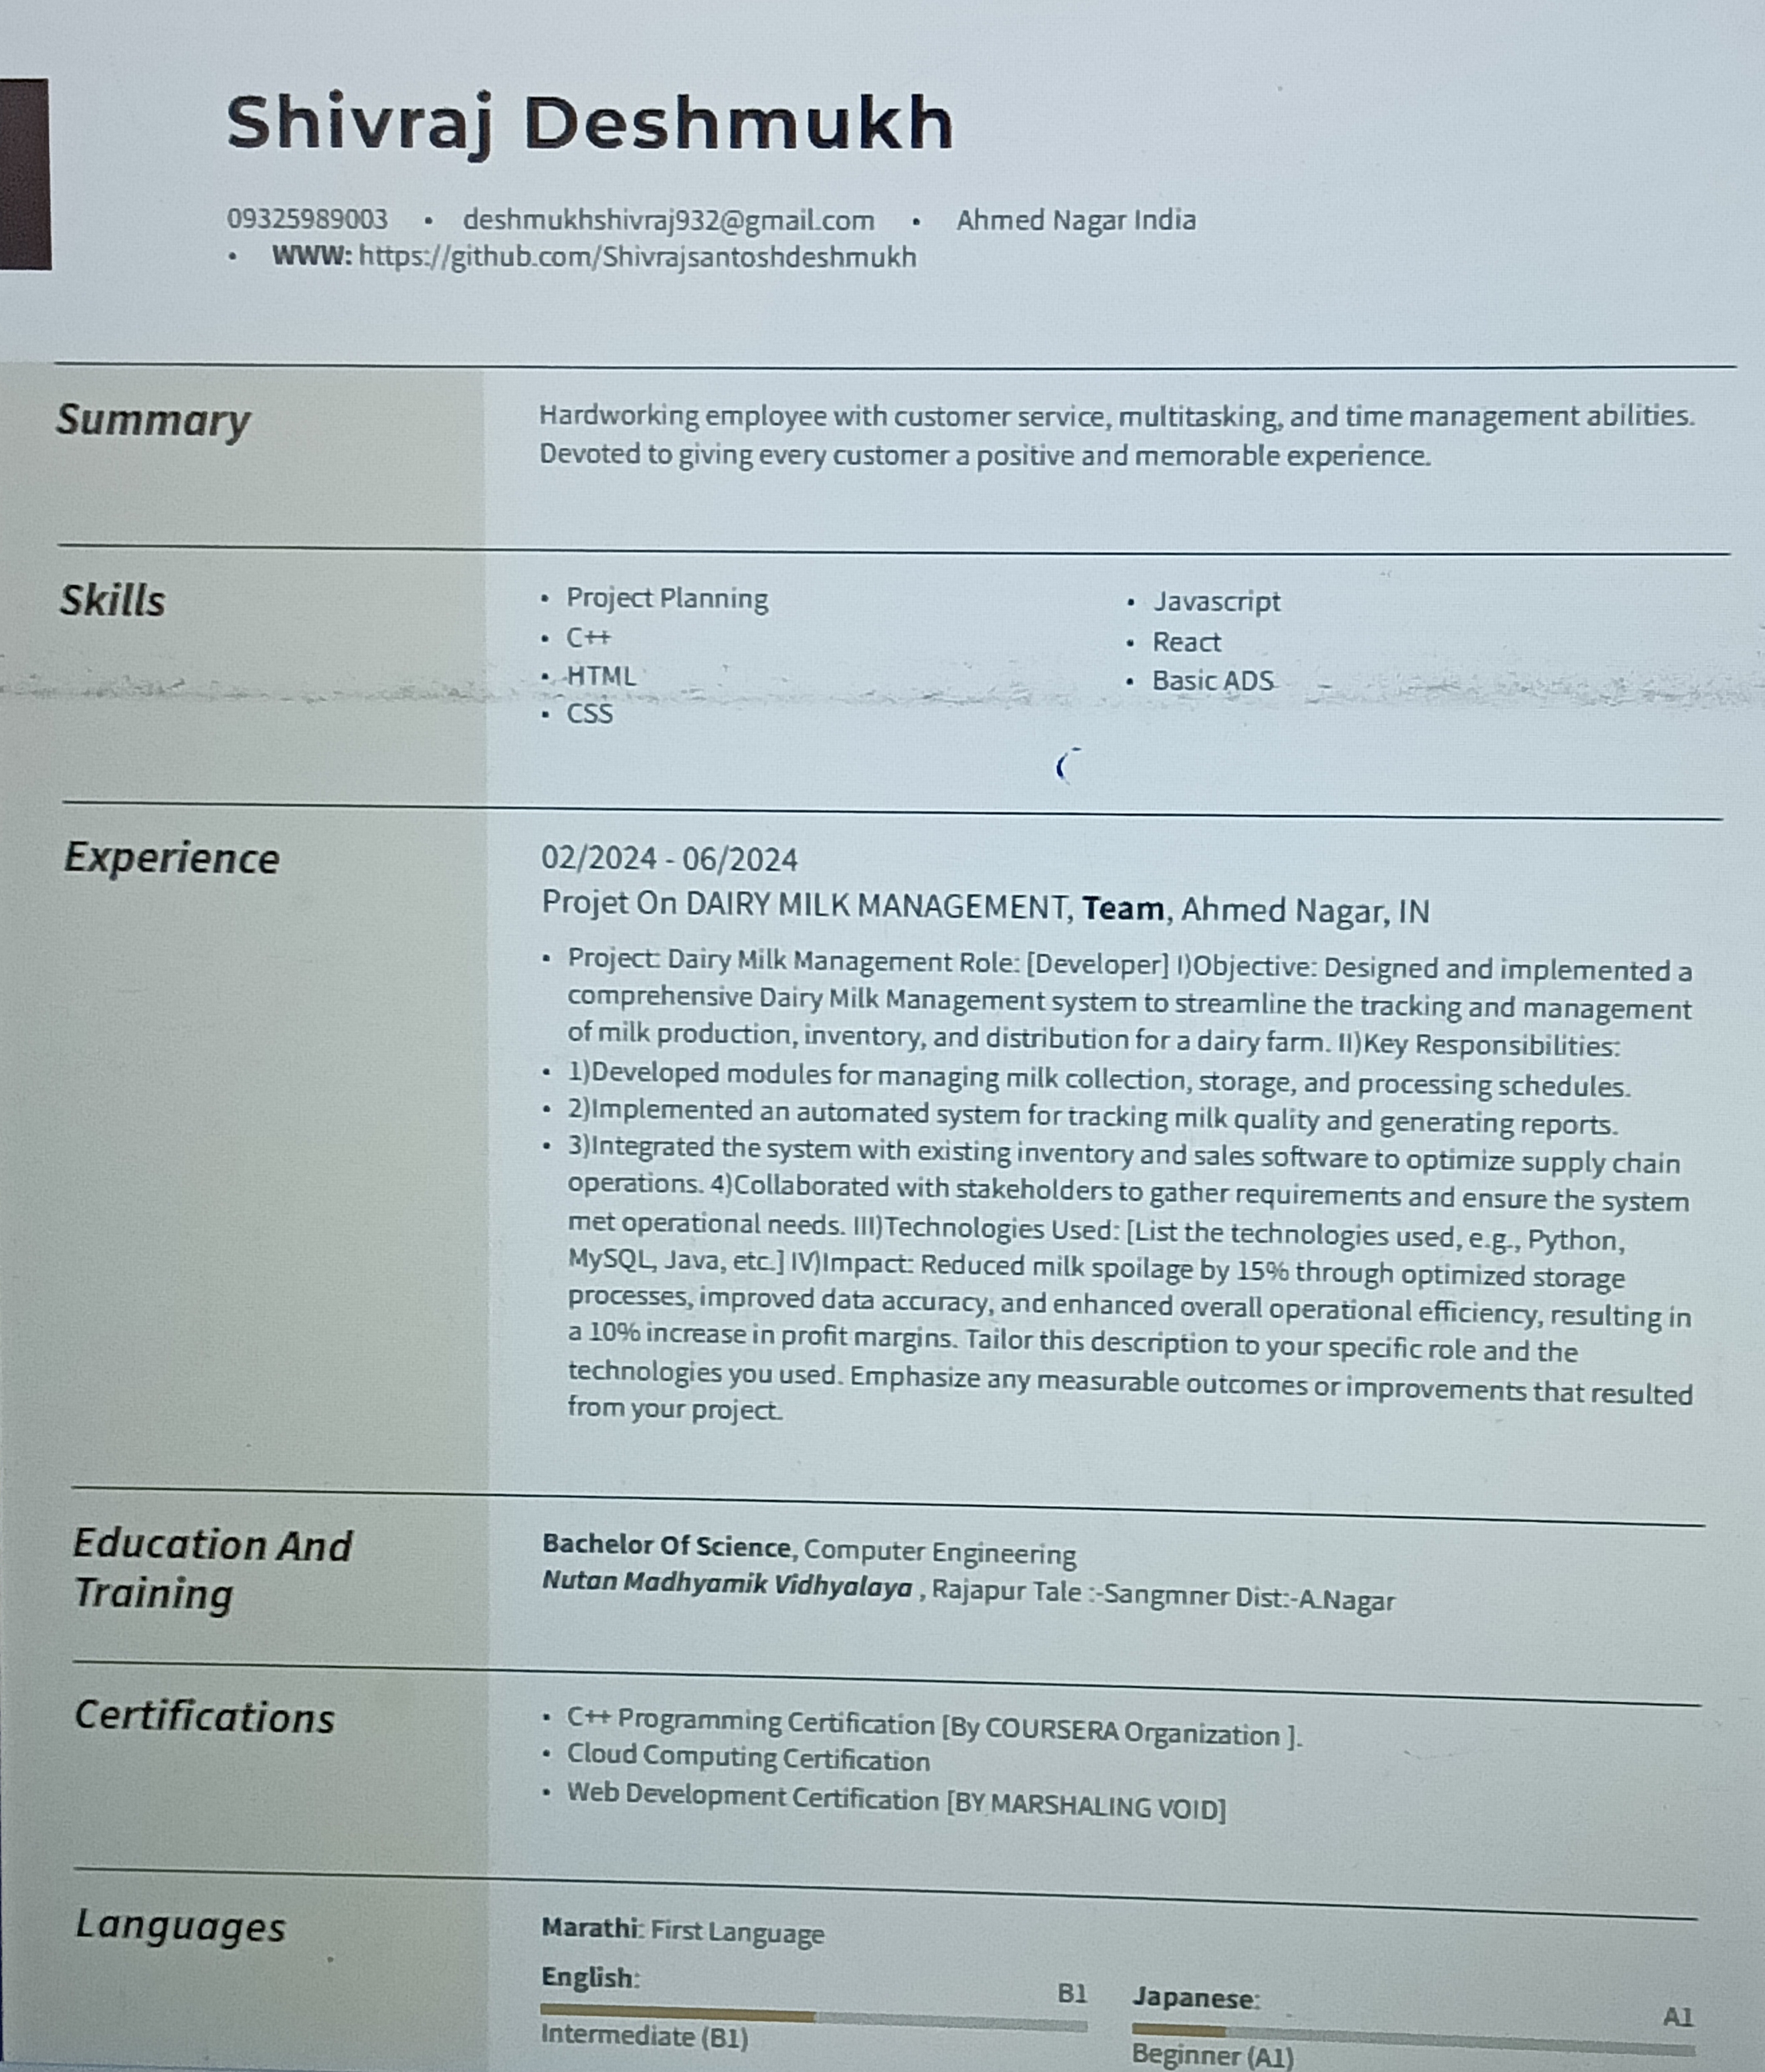 Shivraj Deshmukh
09325989003 • deshmukhshivraj932@gmail.com • Ahmed Nagar India
• WWW: https://github.com/Shivrajsantoshdeshmukh
Summary
Hardworking employee with customer service, multitasking, and time management abilities.
Devoted to giving every customer a positive and memorable experience.
Skills
• Project Planning
• C++
• HTML
• CSS
• Javascript
• React
• Basic ADS
Experience
02/2024 - 06/2024
Projet On DAIRY MILK MANAGEMENT, Team, Ahmed Nagar, IN
• Project: Dairy Milk Management Role: [Developer] I)Objective: Designed and implemented a
comprehensive Dairy Milk Management system to streamline the tracking and management
of milk production, inventory, and distribution for a dairy farm. II)Key Responsibilities:
• 1)Developed modules for managing milk collection, storage, and processing schedules.
• 2)Implemented an automated system for tracking milk quality and generating reports.
• 3)Integrated the system with existing inventory and sales software to optimize supply chain
operations. 4)Collaborated with stakeholders to gather requirements and ensure the system
met operational needs. III)Technologies Used: [List the technologies used, e.g., Python,
MySQL, Java, etc.] IV)Impact: Reduced milk spoilage by 15% through optimized storage
processes, improved data accuracy, and enhanced overall operational efficiency, resulting in
a 10% increase in profit margins. Tailor this description to your specific role and the
technologies you used. Emphasize any measurable outcomes or improvements that resulted
from your project.
Education And
Training
Bachelor Of Science, Computer Engineering
Nutan Madhyamik Vidhyalaya , Rajapur Tale :-Sangmner Dist:-A.Nagar
Certifications
• C++ Programming Certification [By COURSERA Organization ].
• Cloud Computing Certification
• Web Development Certification [BY MARSHALING VOID]
Languages
Marathi: First Language
English: B1
Intermediate (B1)
Japanese: A1
Beginner (A1)